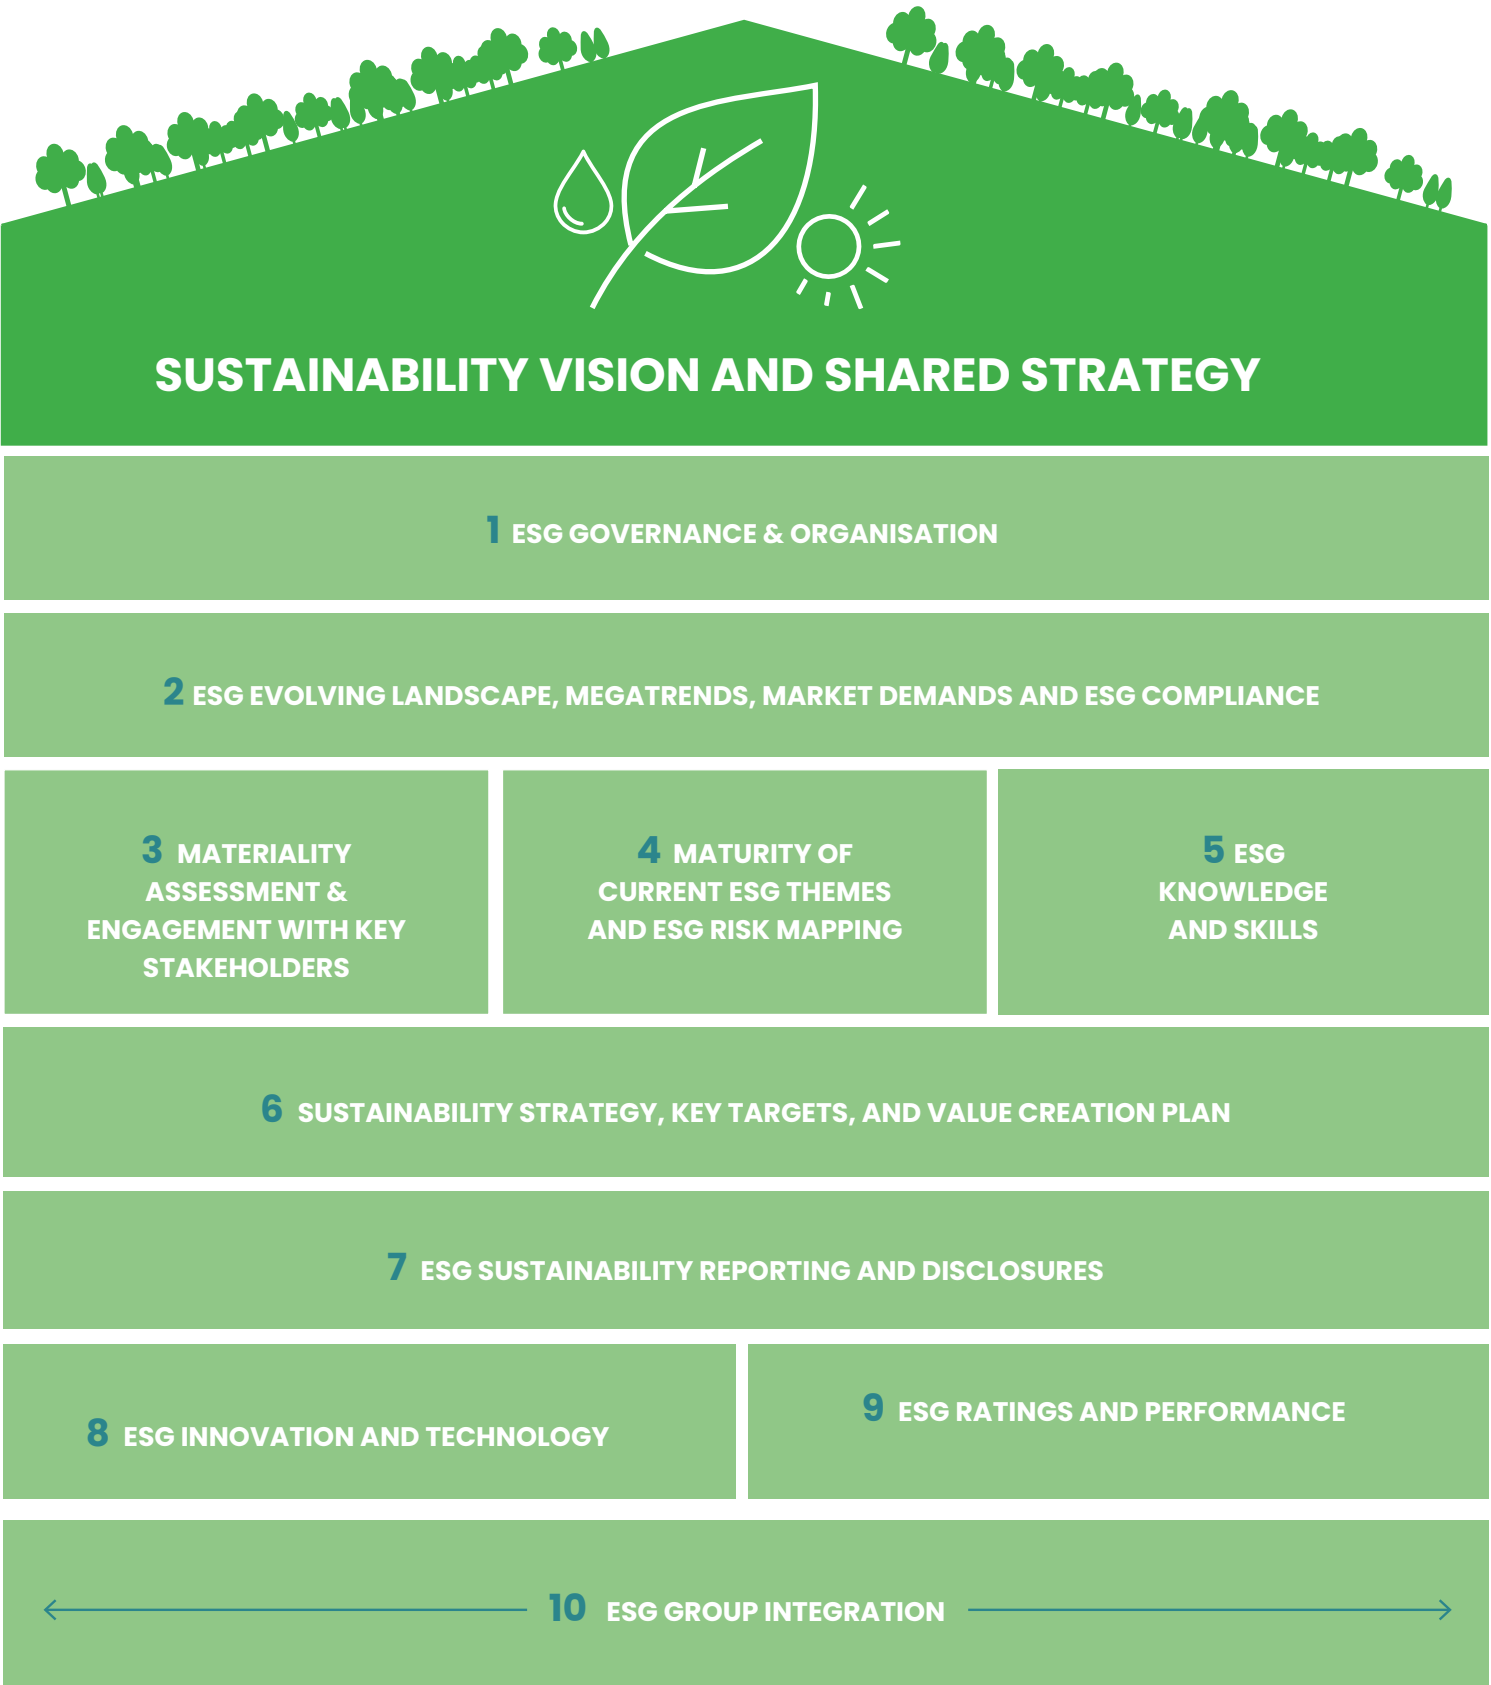 SUSTAINABILITY VISION AND SHARED STRATEGY
1 ESG GOVERNANCE & ORGANISATION
2 ESG EVOLVING LANDSCAPE, MEGATRENDS, MARKET DEMANDS AND ESG COMPLIANCE
3 MATERIALITY
ASSESSMENT &
ENGAGEMENT WITH KEY
STAKEHOLDERS
4 MATURITY OF
CURRENT ESG THEMES
AND ESG RISK MAPPING
5 ESG
KNOWLEDGE
AND SKILLS
6 SUSTAINABILITY STRATEGY, KEY TARGETS, AND VALUE CREATION PLAN
7 ESG SUSTAINABILITY REPORTING AND DISCLOSURES
8 ESG INNOVATION AND TECHNOLOGY
9 ESG RATINGS AND PERFORMANCE
10 ESG GROUP INTEGRATION